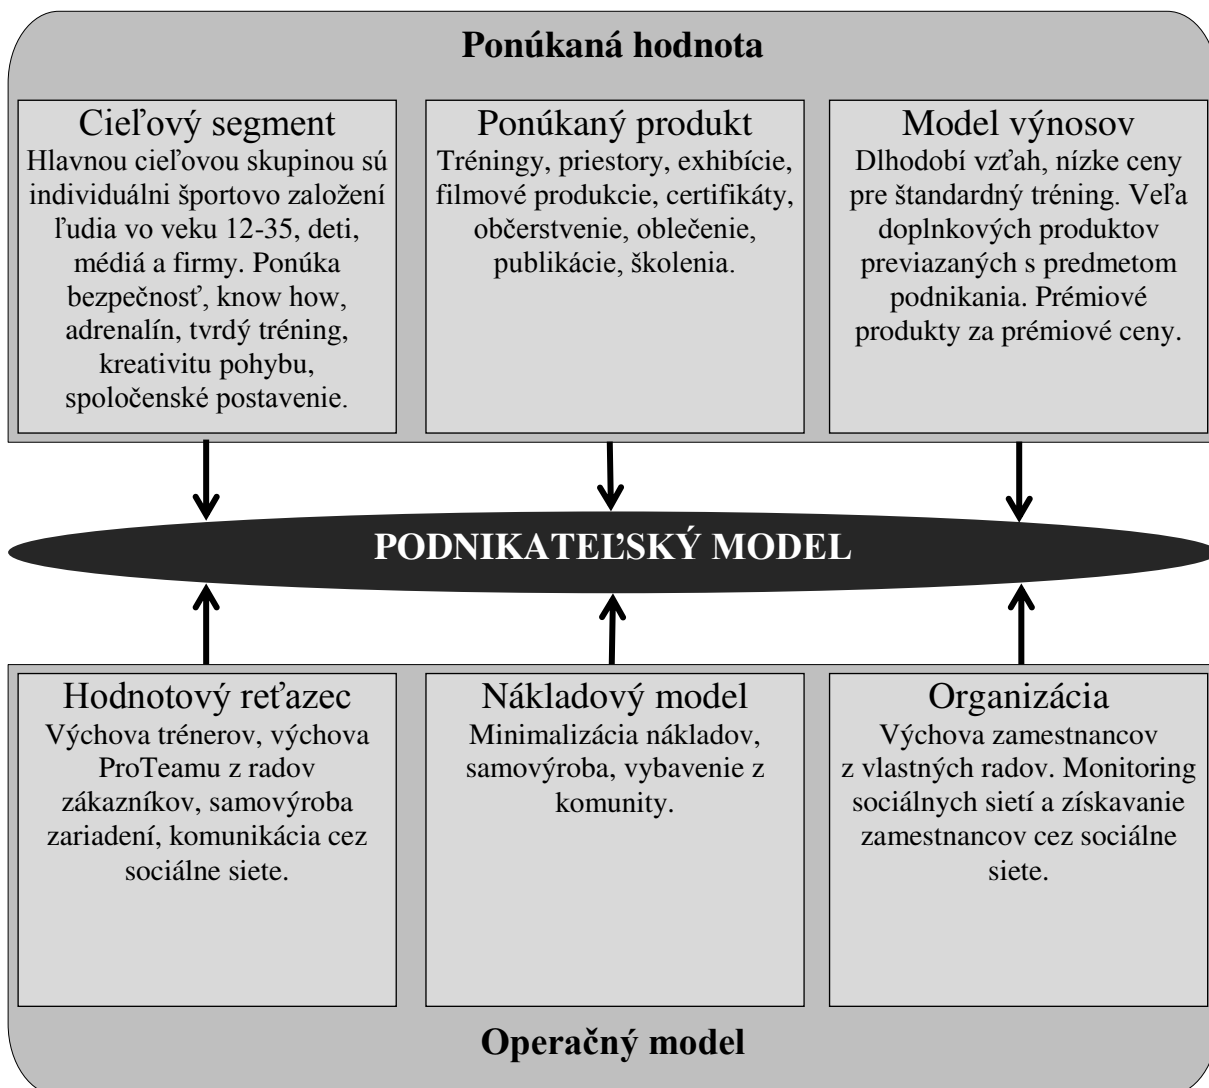 Ponúkaná hodnota
Cieľový segment
Hlavnou cieľovou skupinou sú
individuálni športovo založení
ľudia vo veku 12-35, deti,
médiá a firmy. Ponúka
bezpečnosť, know how,
adrenalín, tvrdý tréning,
kreativitu pohybu,
spoločenské postavenie.
Ponúkaný produkt
Tréningy, priestory, exhibície,
filmové produkcie, certifikáty,
občerstvenie, oblečenie,
publikácie, školenia.
Model výnosov
Dlhodobí vzťah, nízke ceny
pre štandardný tréning. Veľa
doplnkových produktov
previazaných s predmetom
podnikania. Prémiové
produkty za prémiové ceny.
PODNIKATEĽSKÝ MODEL
Hodnotový reťazec
Výchova trénerov, výchova
ProTeamu z radov
zákazníkov, samovýroba
zariadení, komunikácia cez
sociálne siete.
Nákladový model
Minimalizácia nákladov,
samovýroba, vybavenie z
komunity.
Organizácia
Výchova zamestnancov
z vlastných radov. Monitoring
sociálnych sietí a získavanie
zamestnancov cez sociálne
siete.
Operačný model